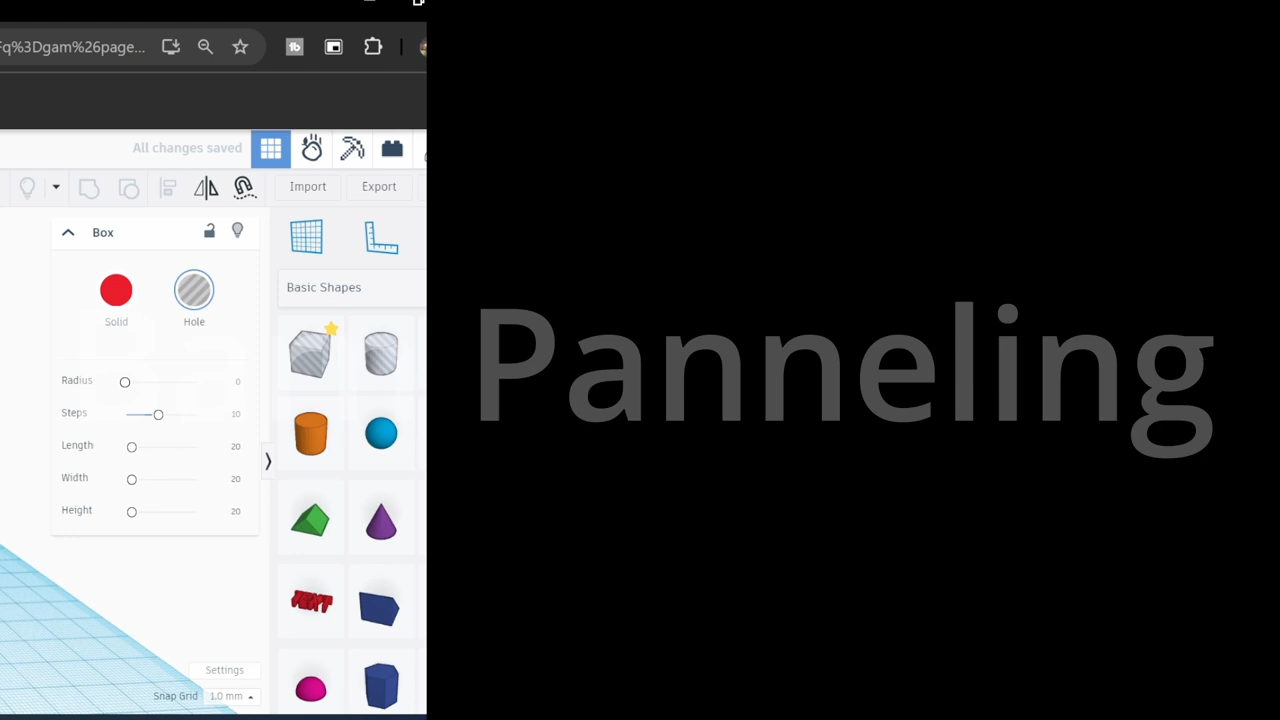 Fq%3Dgam%26page...
All changes saved
Import
Export
Box
Solid
Hole
Radius 0
Steps 10
Length 20
Width 20
Height 20
Basic Shapes
TEXT
Settings
Snap Grid 1.0 mm
Panneling